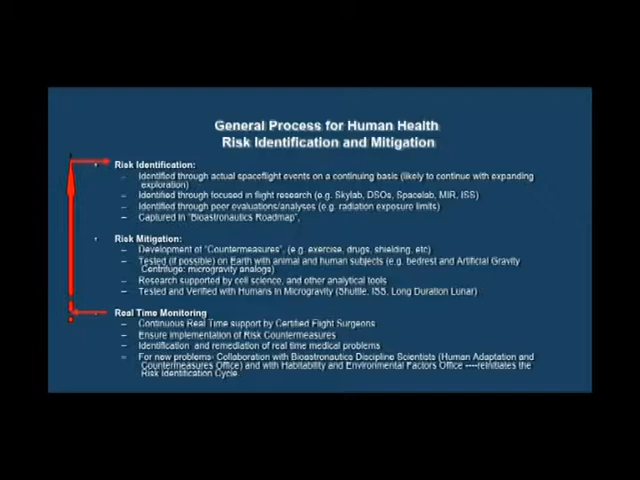 General Process for Human Health
Risk Identification and Mitigation
• Risk Identification:
– Identified through actual spaceflight events on a continuing basis (likely to continue with expanding
exploration)
– Identified through focused in flight research (e.g. Skylab, DSOs, Spacelab, MIR, ISS)
– Identified through peer evaluations/analyses (e.g. radiation exposure limits)
– Captured in "Bioastronautics Roadmap",
• Risk Mitigation:
– Development of "Countermeasures", (e.g. exercise, drugs, shielding, etc)
– Tested (if possible) on Earth with animal and human subjects (e.g. bedrest and Artificial Gravity
Centrifuge: microgravity analogs)
– Research supported by cell science, and other analytical tools
– Tested and Verified with Humans in Microgravity (Shuttle, ISS, Long Duration Lunar)
• Real Time Monitoring
– Continuous Real Time support by Certified Flight Surgeons
– Ensure implementation of Risk Countermeasures
– Identification and remediation of real time medical problems
– For new problems- Collaboration with Bioastronautics Discipline Scientists (Human Adaptation and
Countermeasures Office) and with Habitability and Environmental Factors Office ----reinitiates the
Risk Identification Cycle